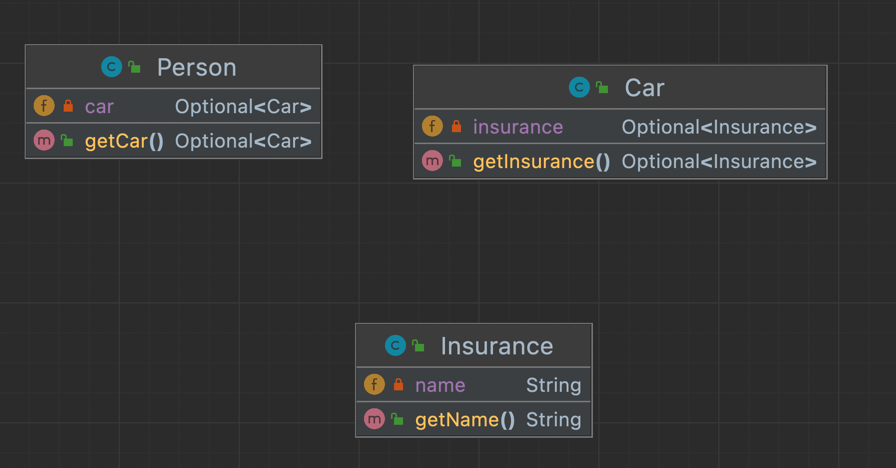 C Person
f car Optional<Car>
m getCar() Optional<Car>
C Car
f insurance Optional<Insurance>
m getInsurance() Optional<Insurance>
C Insurance
f name String
m getName() String